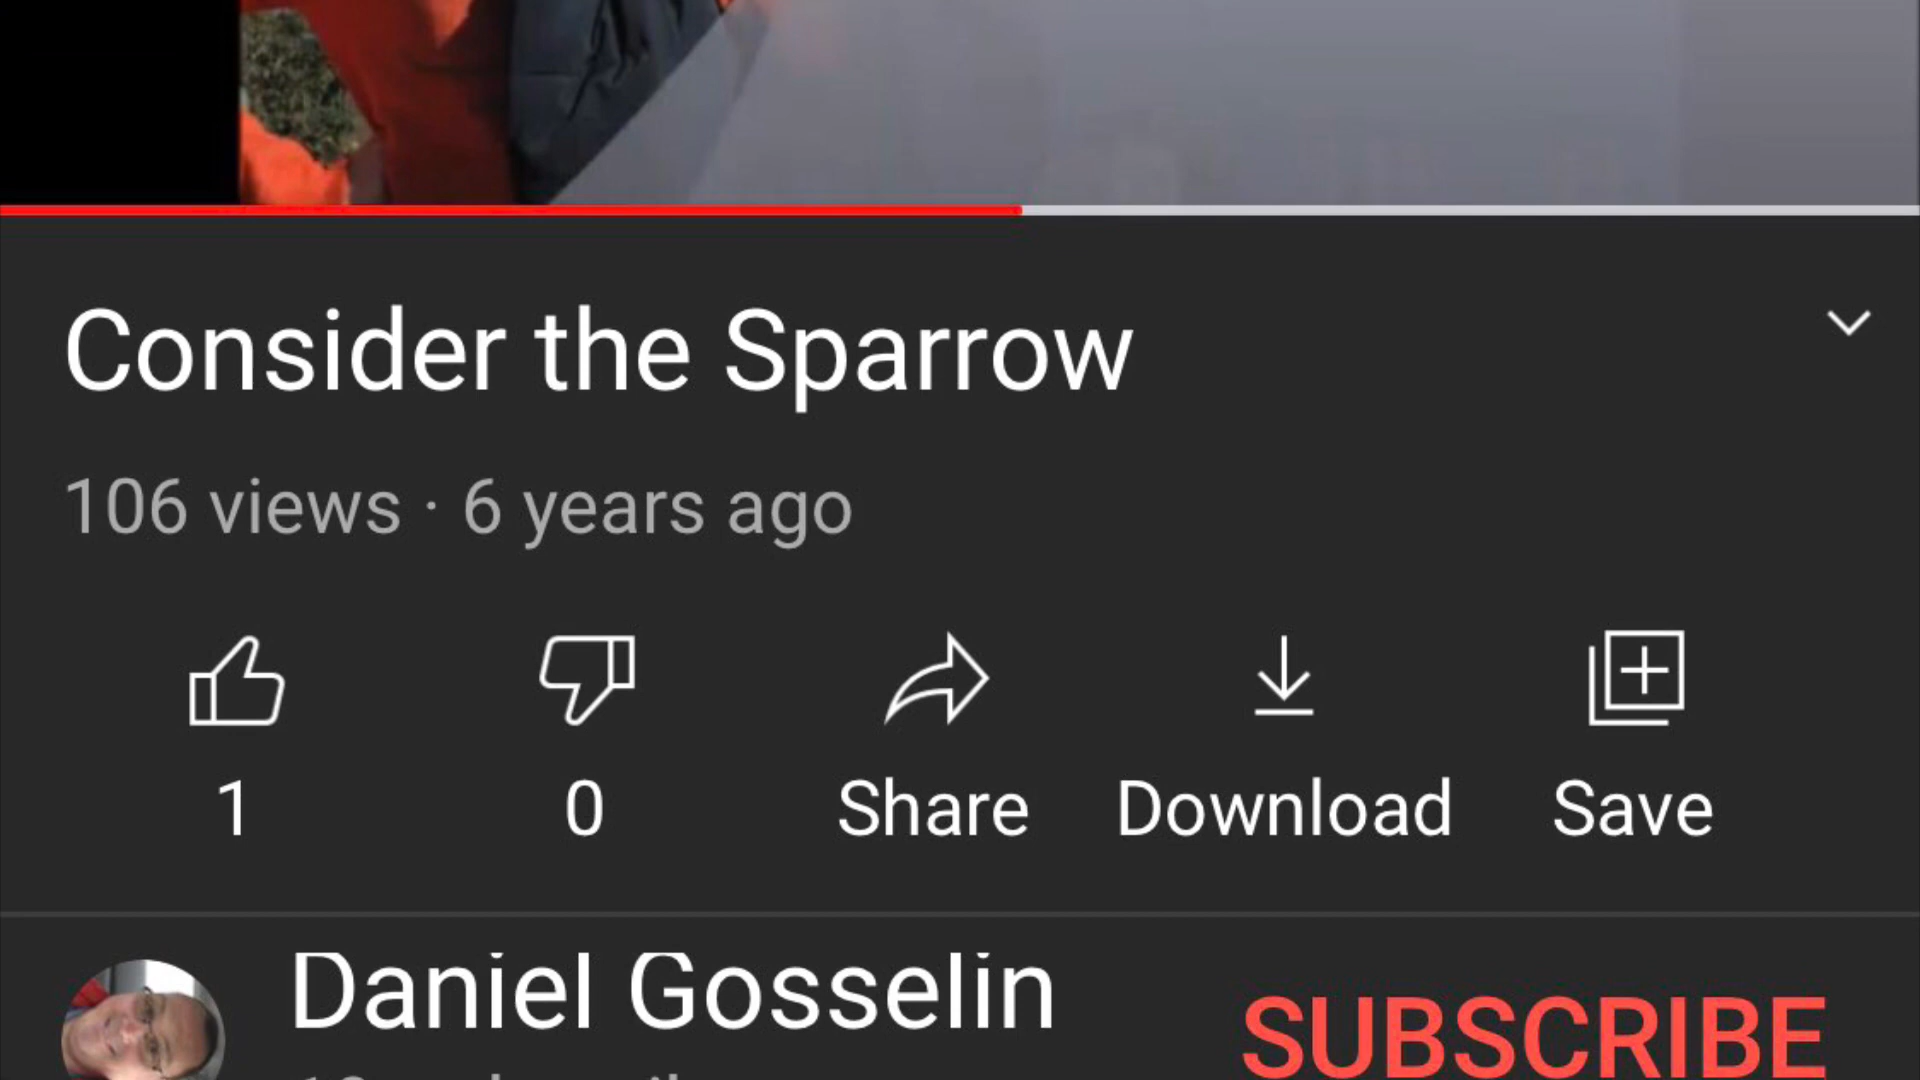 Consider the Sparrow
106 views · 6 years ago
1 0 Share Download Save
Daniel Gosselin
SUBSCRIBE